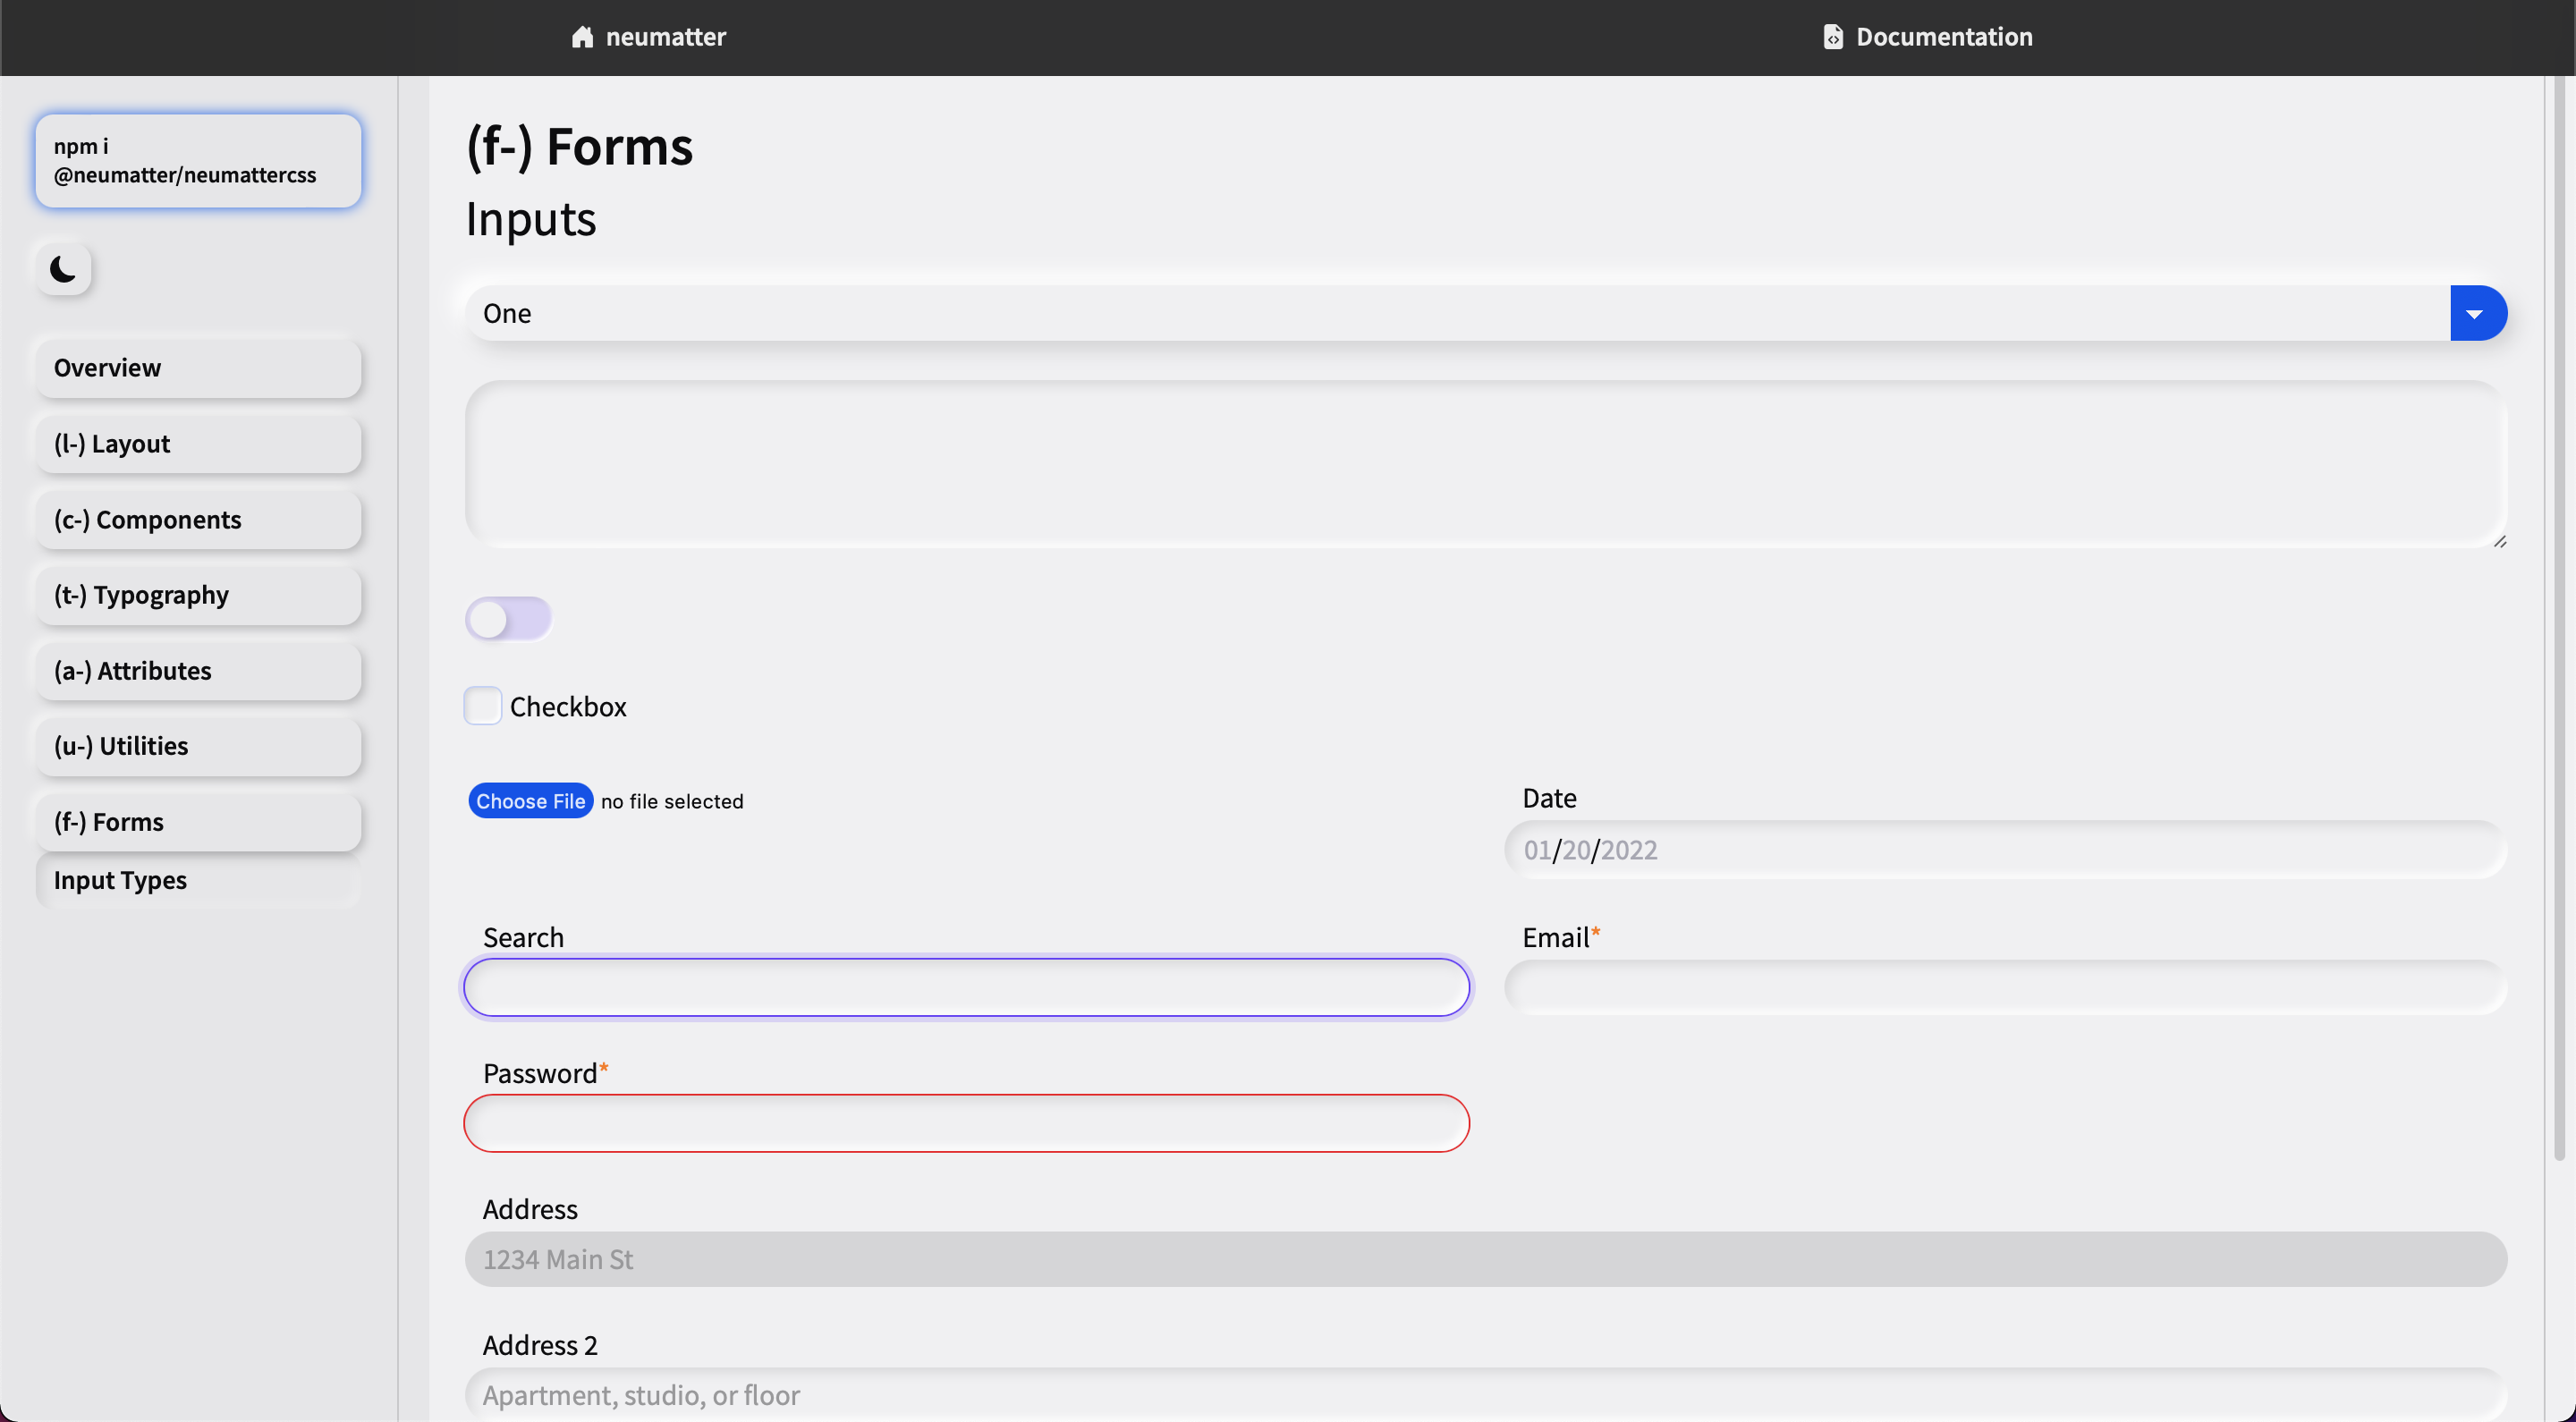 neumatter
Documentation
npm i
@neumatter/neumattercss
Overview
(l-) Layout
(c-) Components
(t-) Typography
(a-) Attributes
(u-) Utilities
(f-) Forms
Input Types
(f-) Forms
Inputs
One
Checkbox
Choose File no file selected
Date
01/20/2022
Search
Email*
Password*
Address
1234 Main St
Address 2
Apartment, studio, or floor